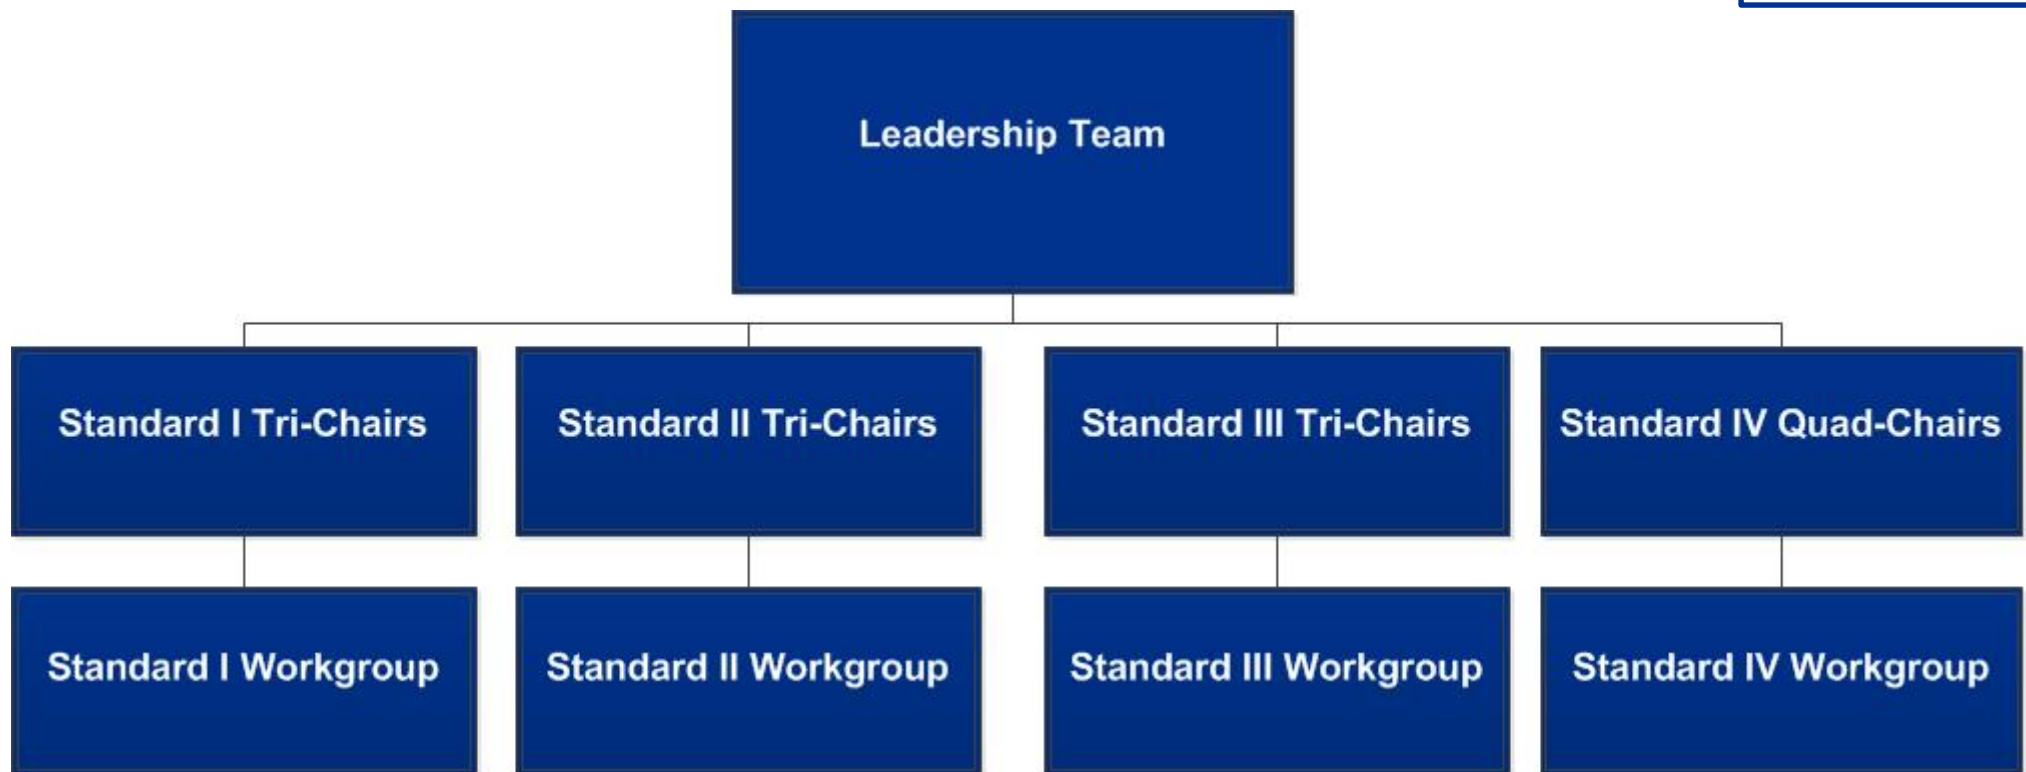 Leadership Team
Standard I Tri-Chairs
Standard II Tri-Chairs
Standard III Tri-Chairs
Standard IV Quad-Chairs
Standard I Workgroup
Standard II Workgroup
Standard III Workgroup
Standard IV Workgroup